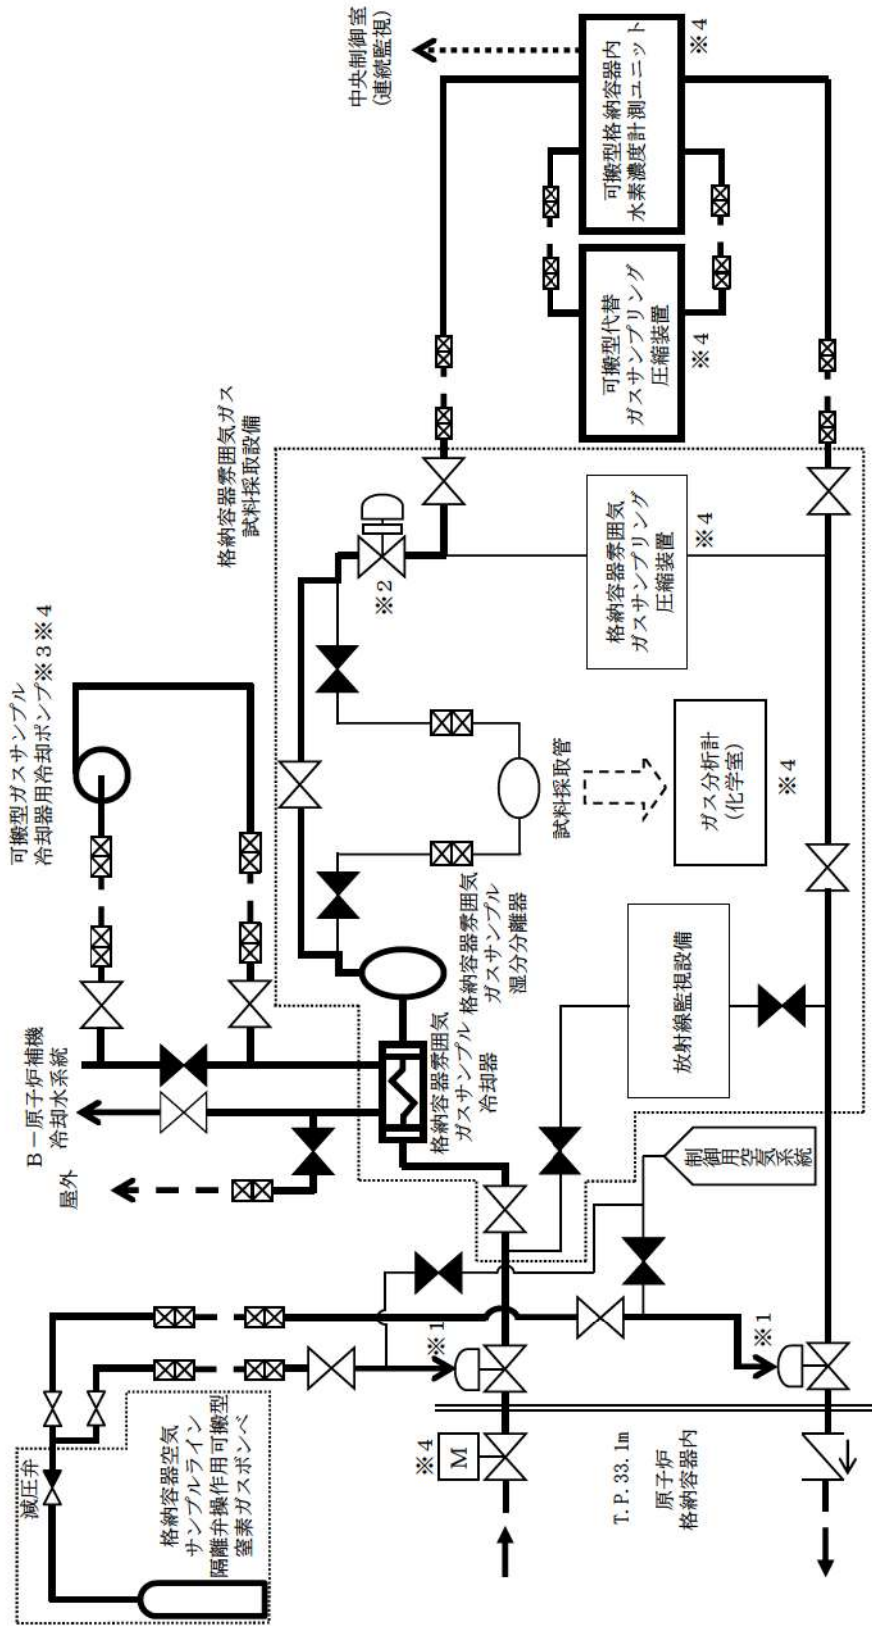 減圧弁
格納容器空気
サンプルライン
隔離弁操作用可搬型
窒素ガスボンベ
屋外
B－原子炉補機
冷却水系統
可搬型ガスサンプル
冷却器用冷却ポンプ※3※4
格納容器雰囲気ガス
試料採取設備
中央制御室
(連続監視)
※1
格納容器雰囲気
ガスサンプル
冷却器
格納容器雰囲気
ガスサンプル
湿分分離器
※2
※4
M
T.P.33.1m
原子炉
格納容器内
※1
制御用空気系統
放射線監視設備
試料採取管
ガス分析計
(化学室)
※4
格納容器雰囲気
ガスサンプリング
圧縮装置
※4
可搬型代替
ガスサンプリング
圧縮装置
※4
可搬型格納容器内
水素濃度計測ユニット
※4